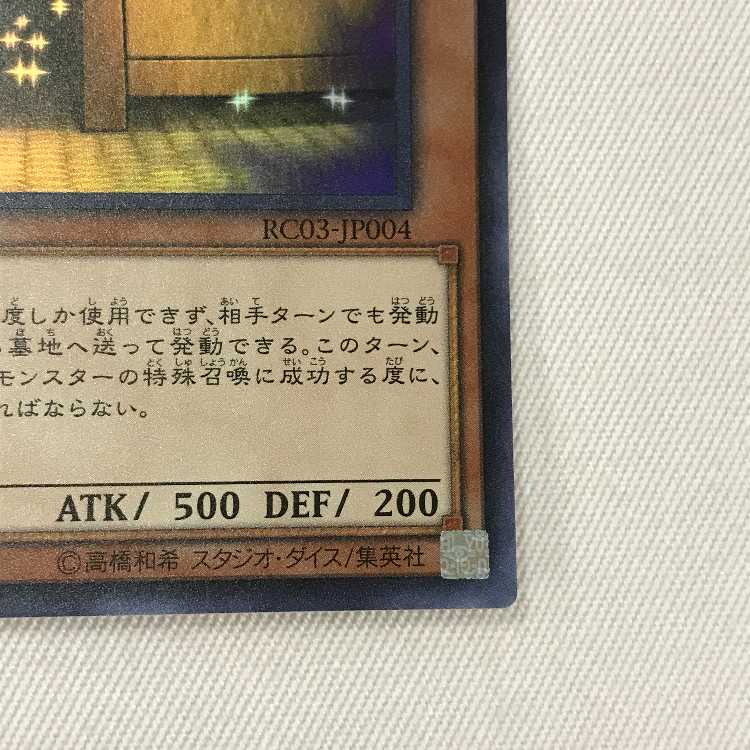 RC03-JP004
度しか使用できず、相手ターンでも発動
墓地へ送って発動できる。このターン、
モンスターの特殊召喚に成功する度に、
ればならない。
ATK/ 500 DEF/ 200
©高橋和希 スタジオ・ダイス/集英社